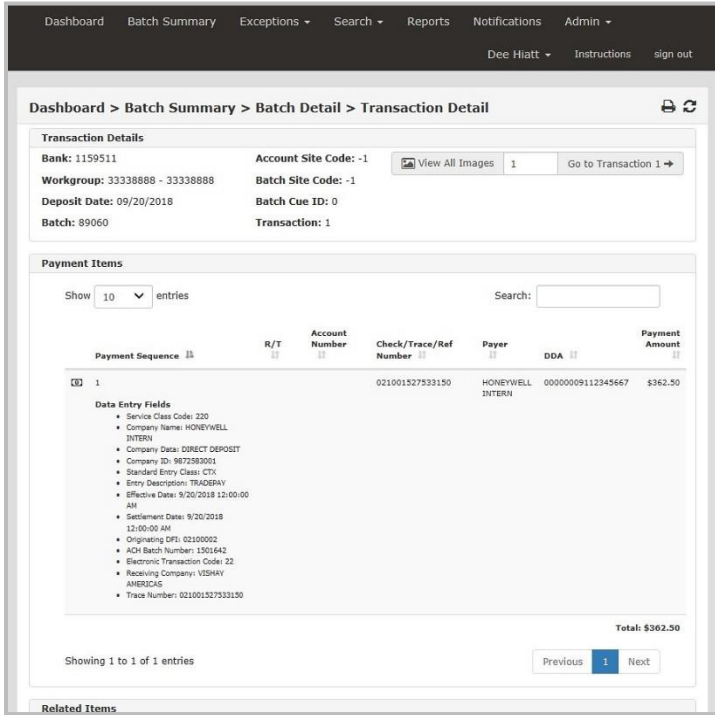 Dashboard Batch Summary Exceptions Search Reports Notifications Admin
Dee Hiatt Instructions sign out
Dashboard > Batch Summary > Batch Detail > Transaction Detail
Transaction Details
Bank: 1159511 Account Site Code: -1 View All Images 1 Go to Transaction 1
Workgroup: 33338888 - 33338888 Batch Site Code: -1
Deposit Date: 09/20/2018 Batch Cue ID: 0
Batch: 89060 Transaction: 1
Payment Items
Show 10 entries Search:
Payment Sequence R/T Account Number Check/Trace/Ref Number Payer DDA Payment Amount
1 021001527533150 HONEYWELL INTERN 00000009112345667 $362.50
Data Entry Fields
Service Class Code: 220
Company Name: HONEYWELL
INTERN
Company Data: DIRECT DEPOSIT
Company ID: 9872583001
Standard Entry Class: CTX
Entry Description: TRADEPAY
Effective Date: 9/20/2018 12:00:00
AM
Settlement Date: 9/20/2018
12:00:00 AM
Originating DFI: 02100002
ACH Batch Number: 1501642
Electronic Transaction Code: 22
Receiving Company: VISHAY
AMERICAS
Trace Number: 021001527533150
Total: $362.50
Showing 1 to 1 of 1 entries Previous 1 Next
Related Items